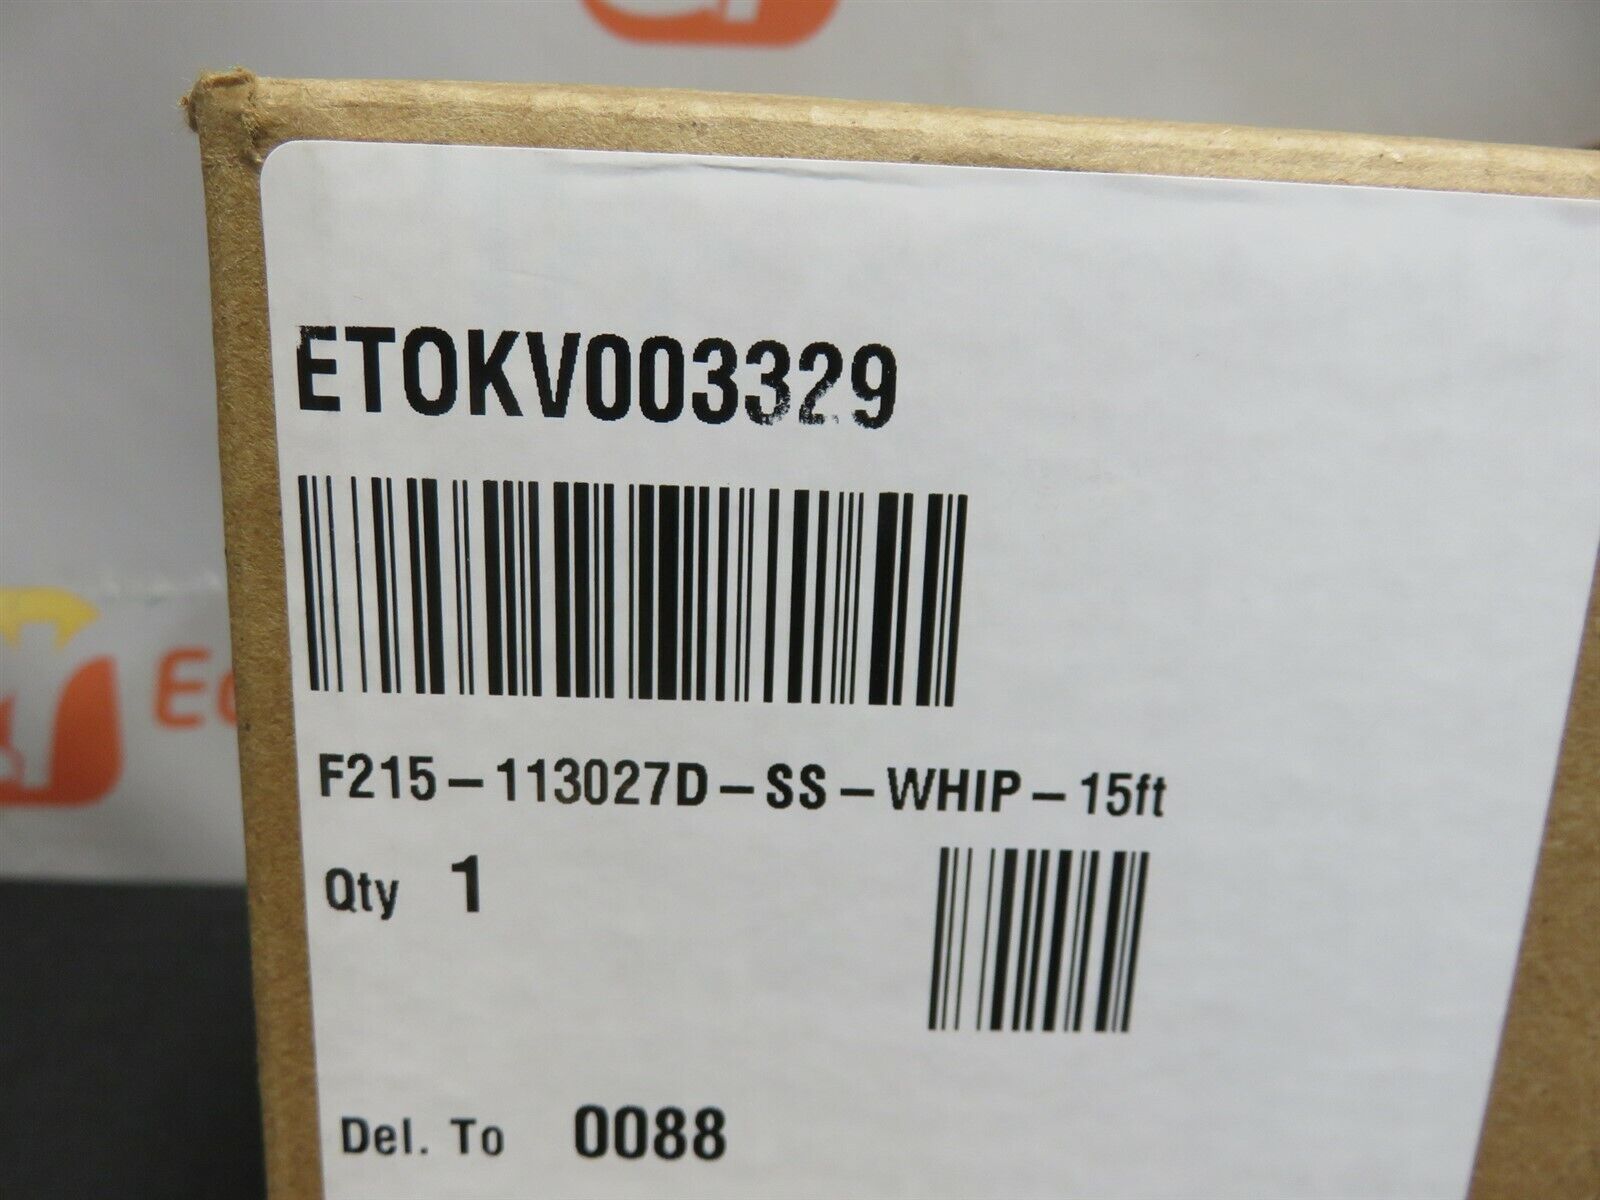 ETOKV003329
F215-113027D-SS-WHIP-15ft
Qty 1
Del. To 0088